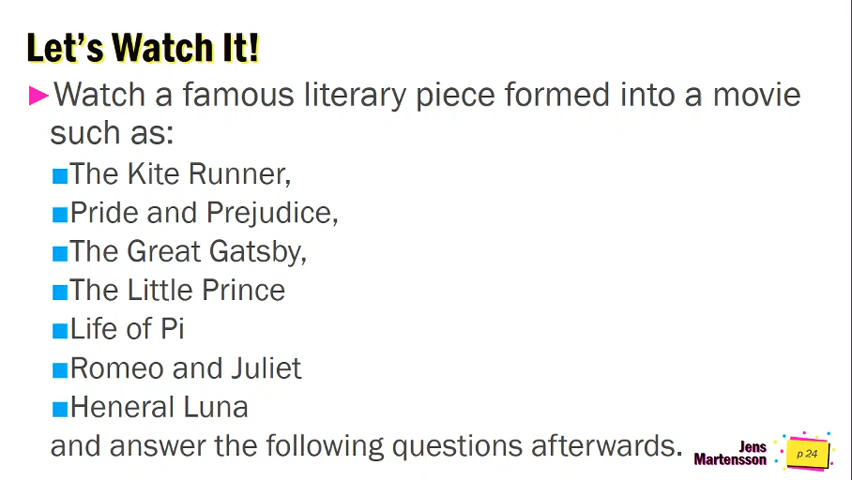 Let's Watch It!
►Watch a famous literary piece formed into a movie
such as:
■The Kite Runner,
■Pride and Prejudice,
■The Great Gatsby,
■The Little Prince
■Life of Pi
■Romeo and Juliet
■Heneral Luna
and answer the following questions afterwards.
Jens
Martensson
p 24